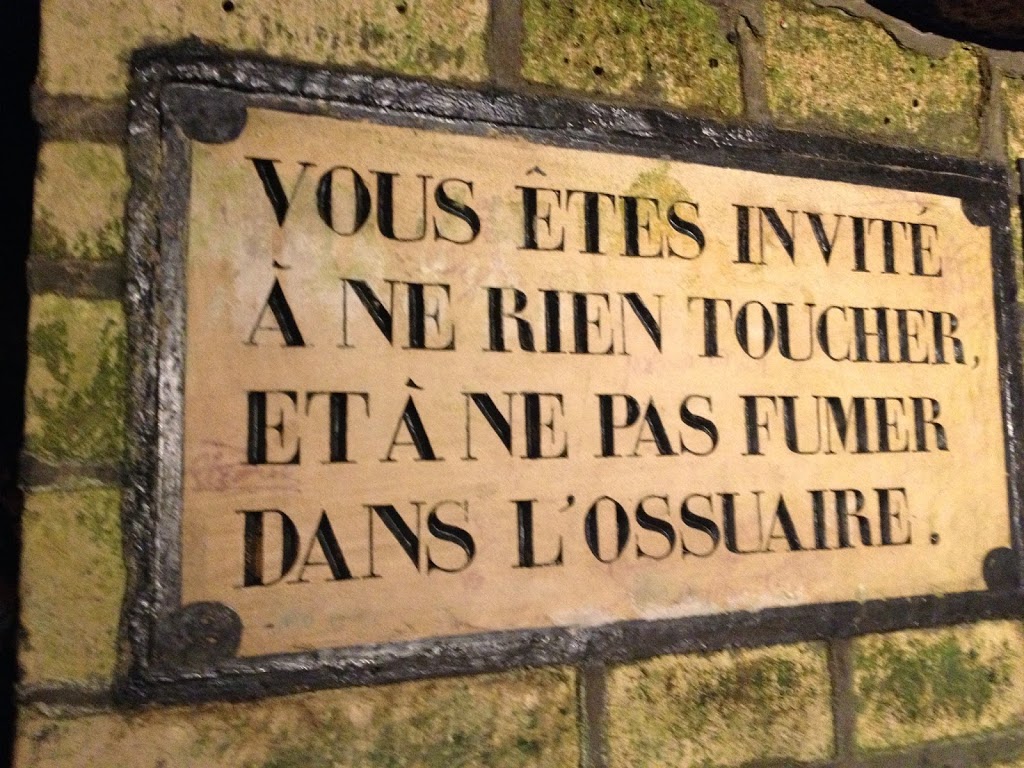 VOUS ÊTES INVITÉ
À NE RIEN TOUCHER,
ET À NE PAS FUMER
DANS L'OSSUAIRE.